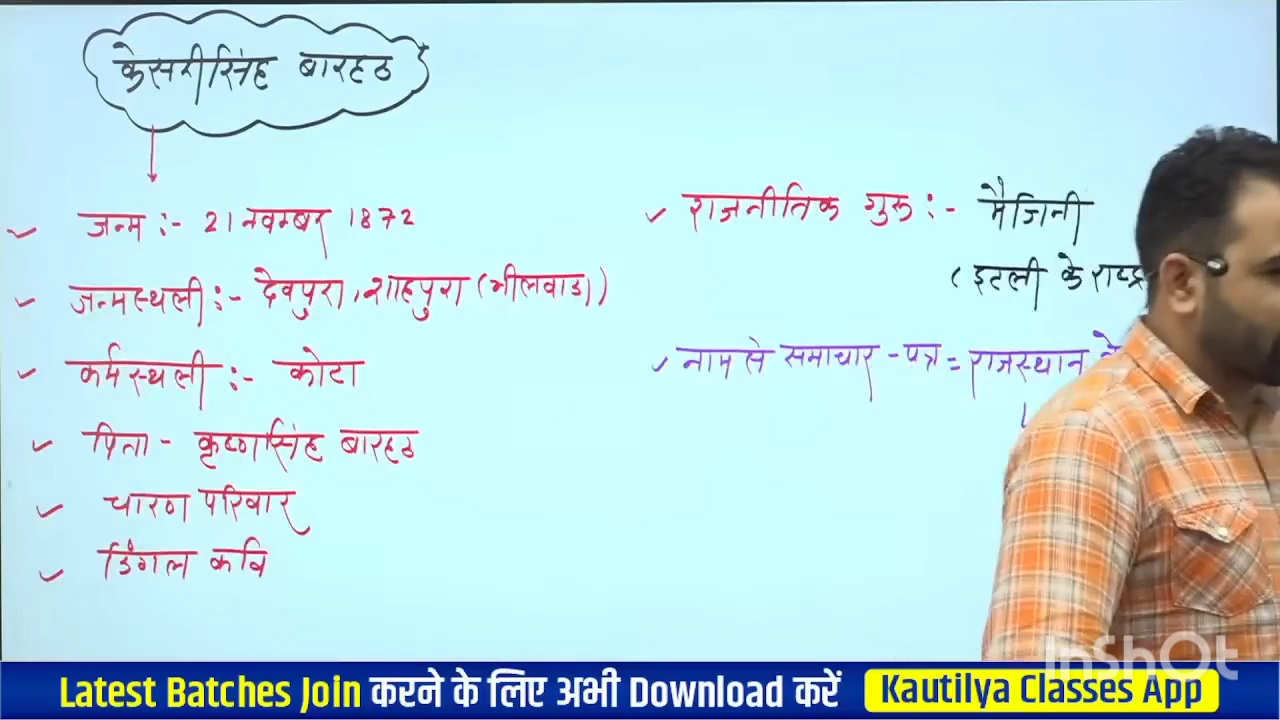 केसरीसिंह बारहठ
जन्म :- 21 नवम्बर 1872
जन्मस्थली :- देवपुरा, शाहपुरा (भीलवाडा)
कर्मस्थली :- कोटा
पिता - कृष्णसिंह बारहठ
चारण परिवार
डिंगल कवि
राजनीतिक गुरू :- मैजिनी
(इटली के
नाम से समाचार - पत्र = राजस्थान
Latest Batches Join करने के लिए अभी Download करें
Kautilya Classes App
InShOt